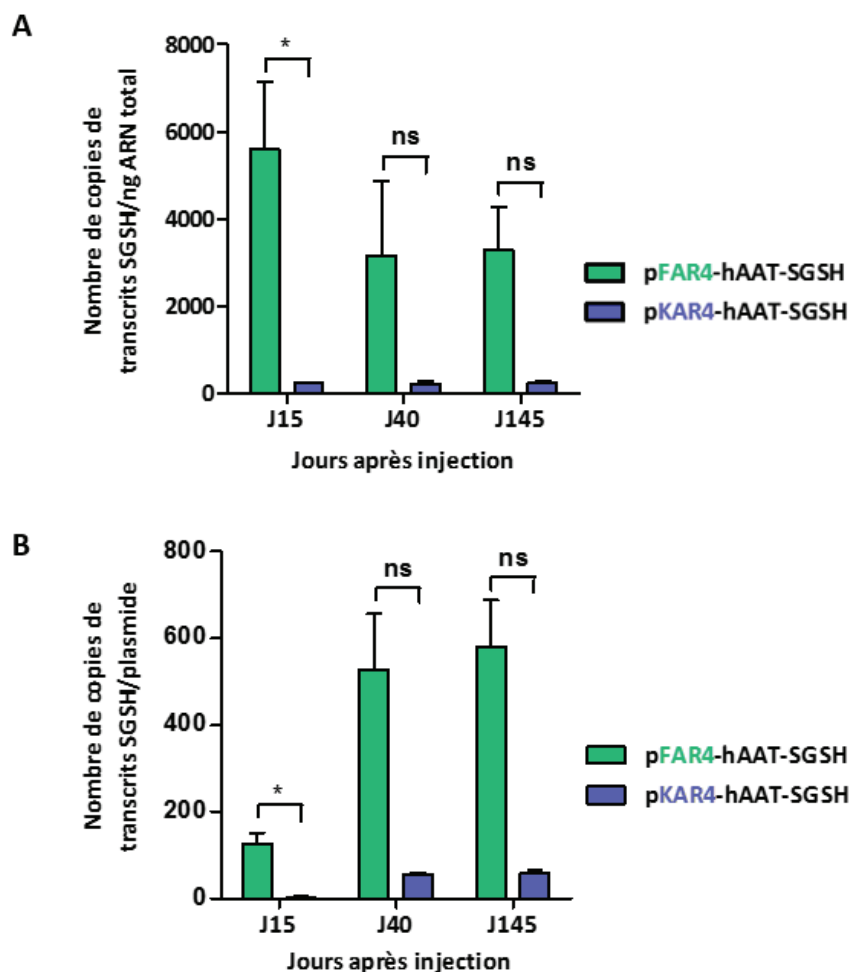 A
8000
6000
4000
2000
0
Nombre de copies de
transcrits SGSH/ng ARN total
*
ns
ns
J15
J40
J145
Jours après injection
pFAR4-hAAT-SGSH
pKAR4-hAAT-SGSH
B
800
600
400
200
0
Nombre de copies de
transcrits SGSH/plasmide
*
ns
ns
J15
J40
J145
Jours après injection
pFAR4-hAAT-SGSH
pKAR4-hAAT-SGSH